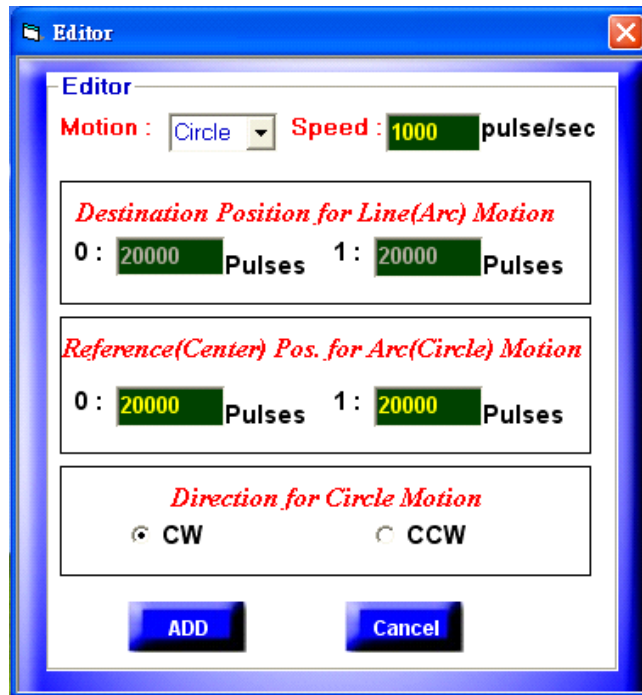 Editor
Editor
Motion : Circle Speed : 1000 pulse/sec
Destination Position for Line(Arc) Motion
0 : 20000 Pulses 1 : 20000 Pulses
Reference(Center) Pos. for Arc(Circle) Motion
0 : 20000 Pulses 1 : 20000 Pulses
Direction for Circle Motion
CW CCW
ADD Cancel